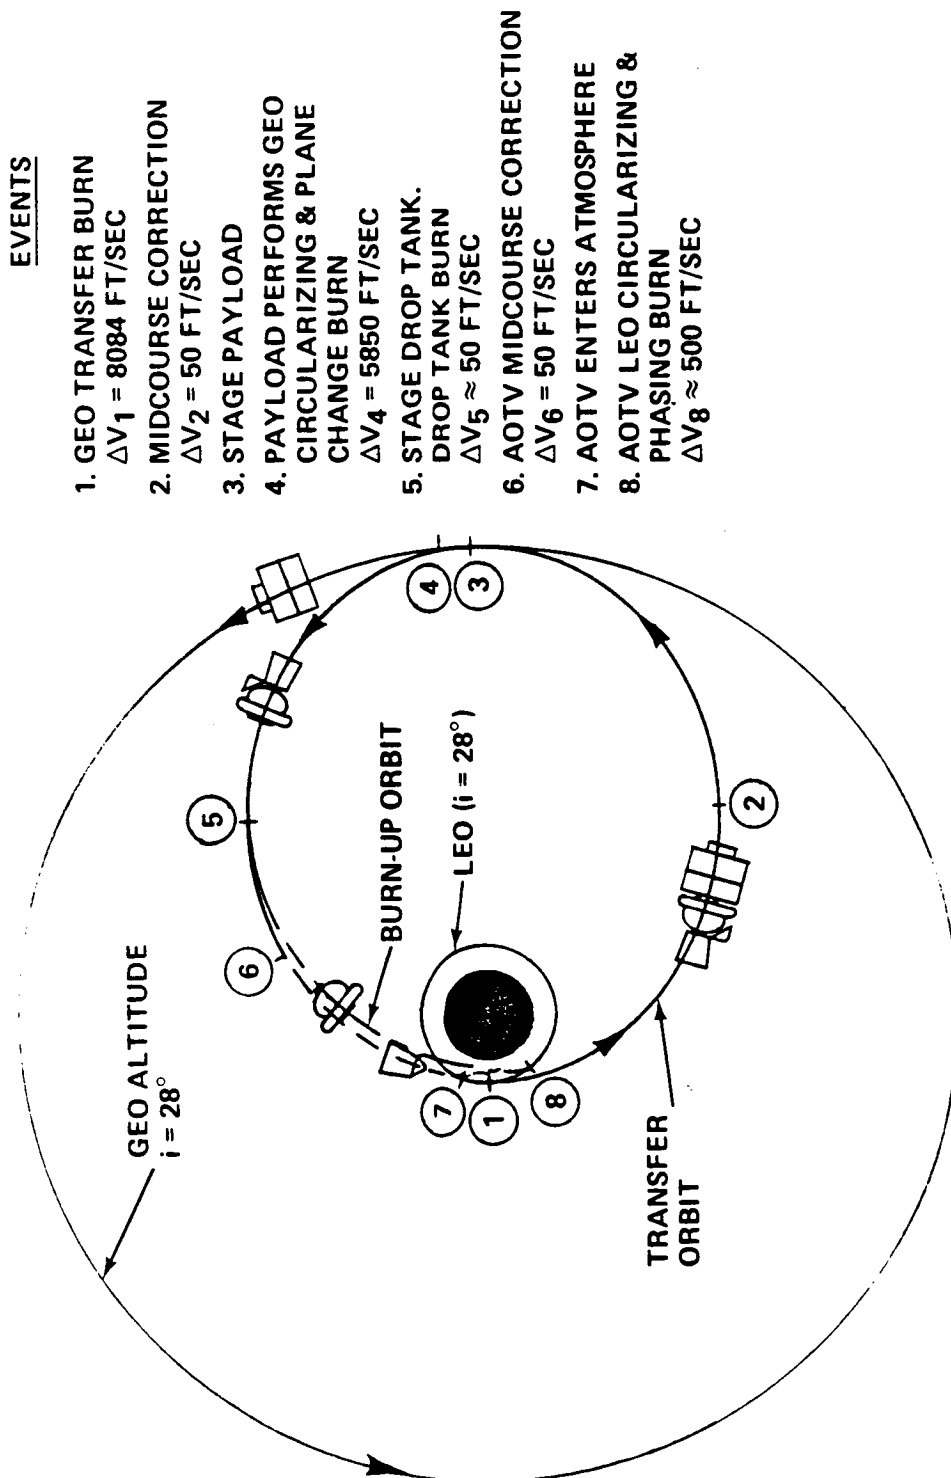 EVENTS
1. GEO TRANSFER BURN
ΔV₁ = 8084 FT/SEC
2. MIDCOURSE CORRECTION
ΔV₂ = 50 FT/SEC
3. STAGE PAYLOAD
4. PAYLOAD PERFORMS GEO
CIRCULARIZING & PLANE
CHANGE BURN
ΔV₄ = 5850 FT/SEC
5. STAGE DROP TANK.
DROP TANK BURN
ΔV₅ ≈ 50 FT/SEC
6. AOTV MIDCOURSE CORRECTION
ΔV₆ = 50 FT/SEC
7. AOTV ENTERS ATMOSPHERE
8. AOTV LEO CIRCULARIZING &
PHASING BURN
ΔV₈ ≈ 500 FT/SEC
GEO ALTITUDE
i = 28°
5
6
4
3
BURN-UP ORBIT
LEO (i = 28°)
7
1
8
2
TRANSFER
ORBIT